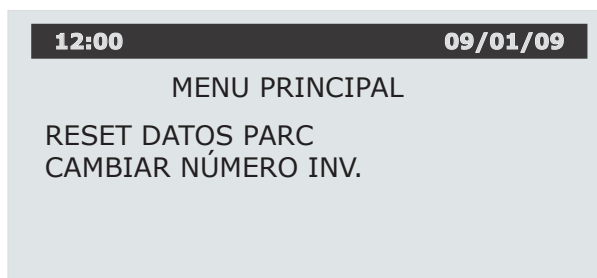 12:00 09/01/09
MENU PRINCIPAL
RESET DATOS PARC
CAMBIAR NÚMERO INV.